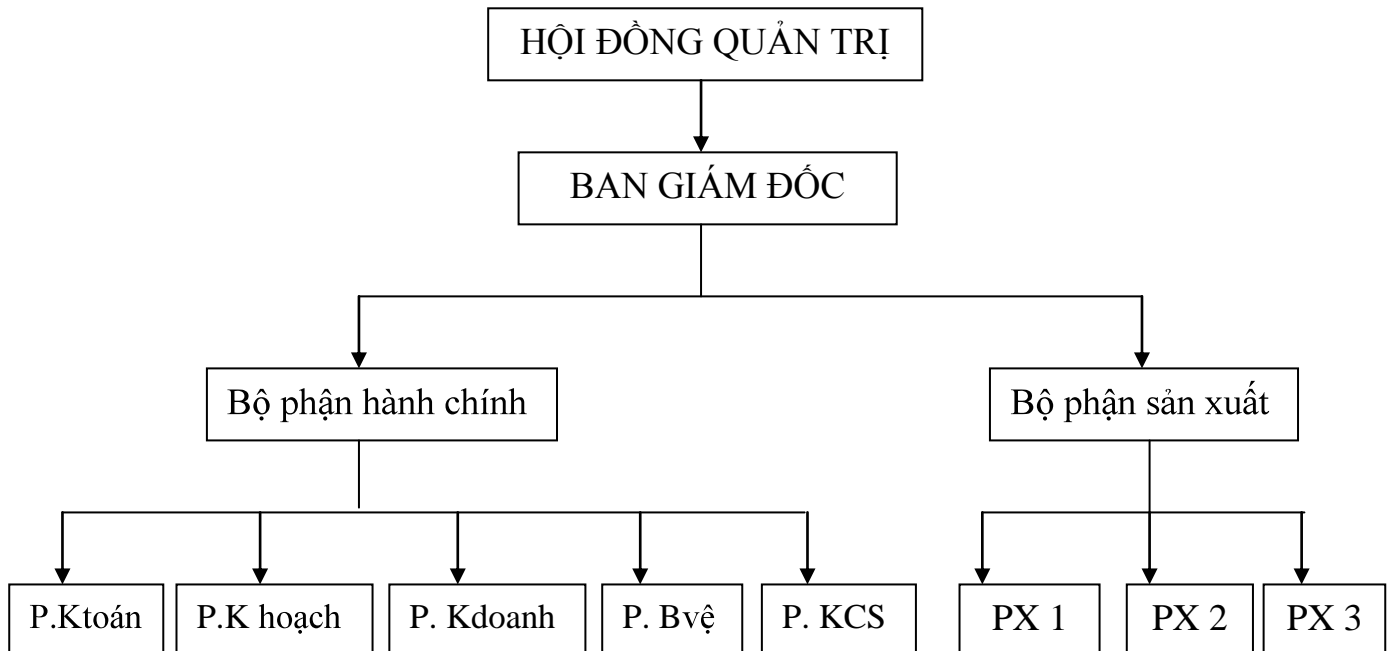 HỘI ĐỒNG QUẢN TRỊ
BAN GIÁM ĐỐC
Bộ phận hành chính
Bộ phận sản xuất
P.Ktoán
P.K hoạch
P. Kdoanh
P. Bvệ
P. KCS
PX 1
PX 2
PX 3